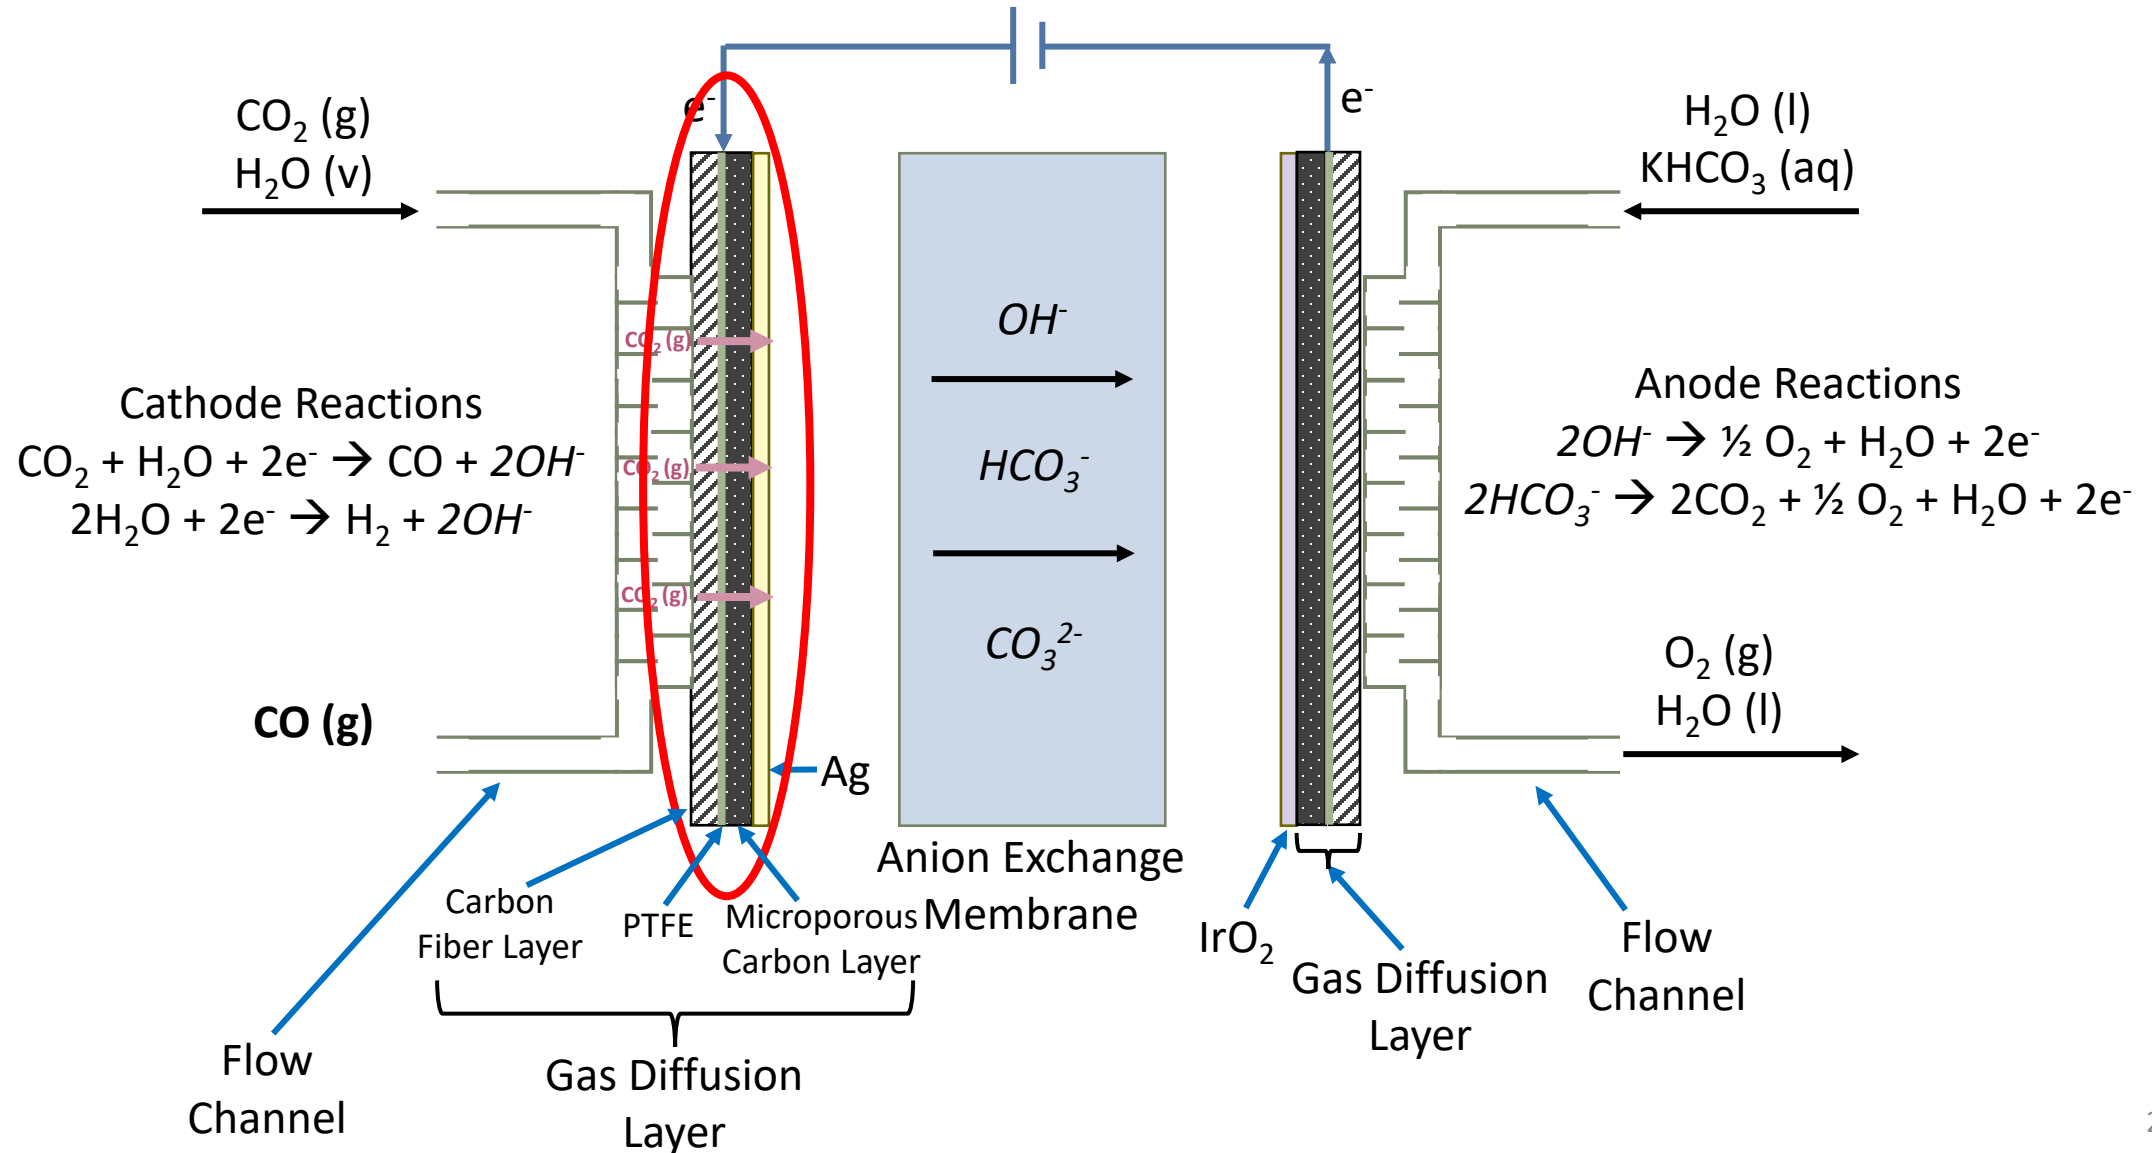 e⁻
e⁻
CO₂ (g)
H₂O (v)
H₂O (l)
KHCO₃ (aq)
CO₂ (g)
CO₂ (g)
CO₂ (g)
Cathode Reactions
CO₂ + H₂O + 2e⁻ → CO + 2OH⁻
2H₂O + 2e⁻ → H₂ + 2OH⁻
OH⁻
HCO₃⁻
CO₃²⁻
Anode Reactions
2OH⁻ → ½ O₂ + H₂O + 2e⁻
2HCO₃⁻ → 2CO₂ + ½ O₂ + H₂O + 2e⁻
CO (g)
O₂ (g)
H₂O (l)
Ag
Anion Exchange
Membrane
Carbon
Fiber Layer
PTFE
Microporous
Carbon Layer
IrO₂
Gas Diffusion
Layer
Flow
Channel
Flow
Channel
Gas Diffusion
Layer